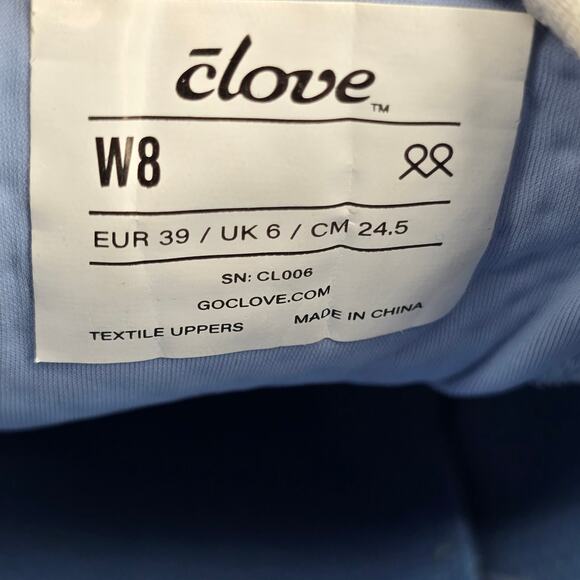 clove™
W8
EUR 39 / UK 6 / CM 24.5
SN: CL006
GOCLOVE.COM
TEXTILE UPPERS MADE IN CHINA